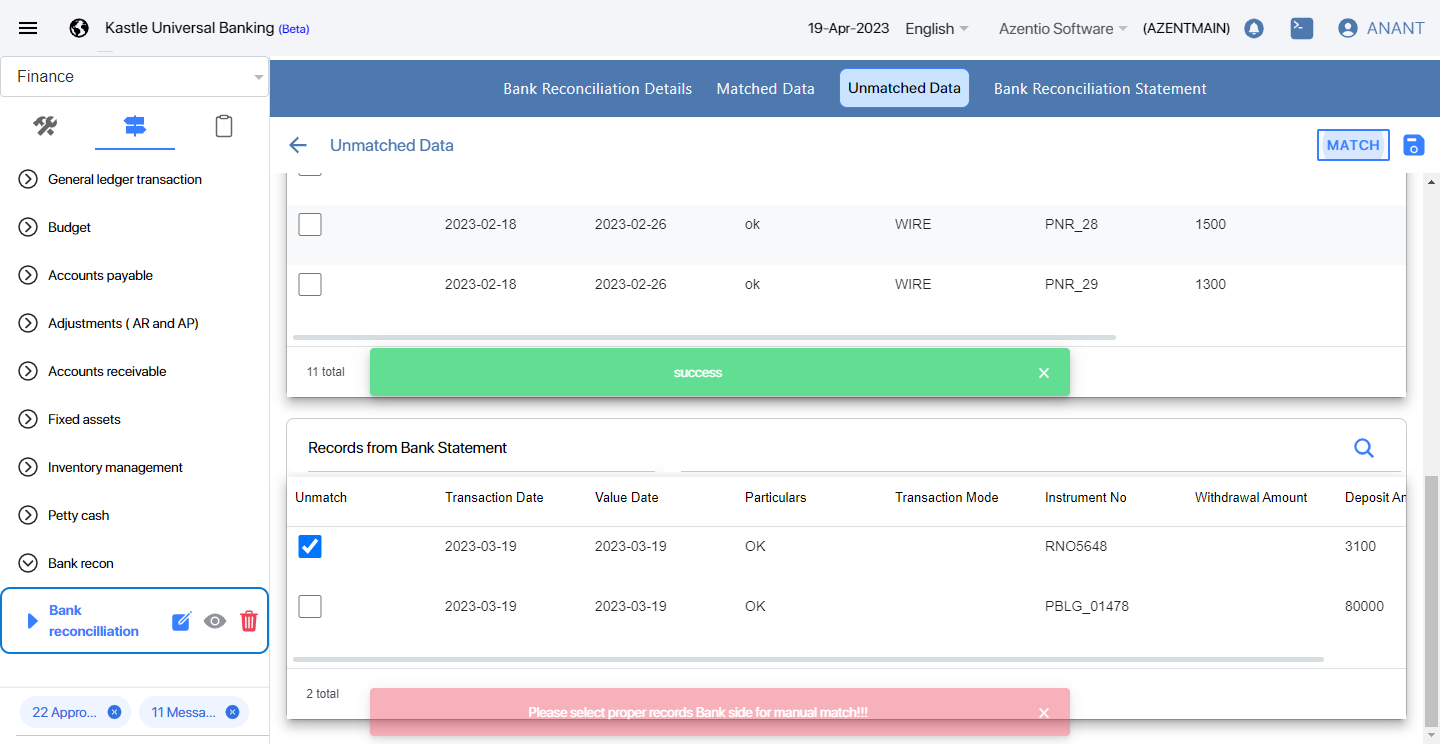 Kastle Universal Banking (Beta)
19-Apr-2023
English
Azentio Software
(AZENTMAIN)
ANANT
Finance
General ledger transaction
Budget
Accounts payable
Adjustments ( AR and AP)
Accounts receivable
Fixed assets
Inventory management
Petty cash
Bank recon
Bank
reconcilliation
22 Appro...
11 Messa...
Bank Reconciliation Details
Matched Data
Unmatched Data
Bank Reconciliation Statement
Unmatched Data
MATCH
2023-02-18 2023-02-26 ok WIRE PNR_28 1500
2023-02-18 2023-02-26 ok WIRE PNR_29 1300
11 total
success
Records from Bank Statement
Unmatch Transaction Date Value Date Particulars Transaction Mode Instrument No Withdrawal Amount Deposit
2023-03-19 2023-03-19 OK RNO5648 3100
2023-03-19 2023-03-19 OK PBLG_01478 80000
2 total
Please select proper records Bank side for manual match!!!